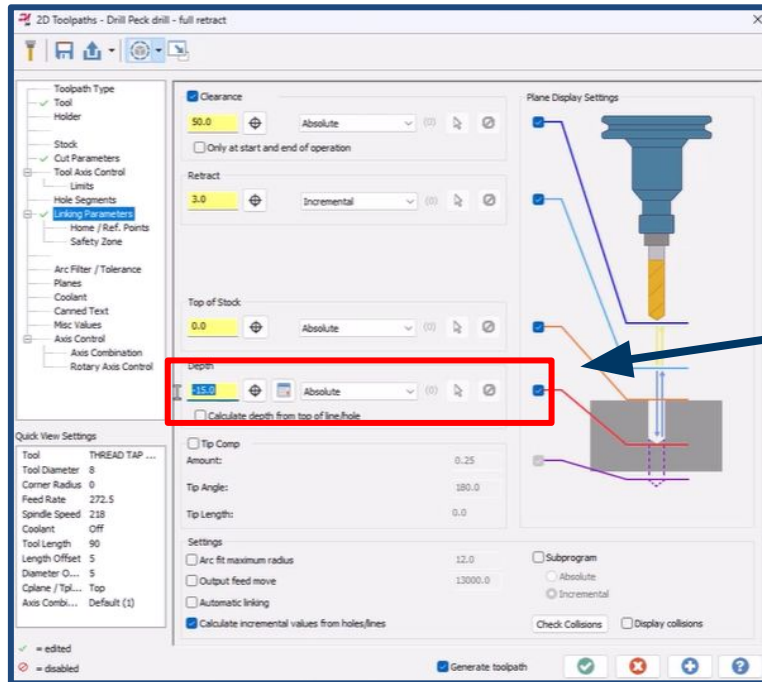 2D Toolpaths - Drill Peck drill - full retract
Toolpath Type
Tool
Holder
Stock
Cut Parameters
Tool Axis Control
Limits
Hole Segments
Linking Parameters
Home / Ref. Points
Safety Zone
Arc Filter / Tolerance
Planes
Coolant
Canned Text
Misc Values
Axis Control
Axis Combination
Rotary Axis Control
Quick View Settings
Tool THREAD TAP ...
Tool Diameter 8
Corner Radius 0
Feed Rate 272.5
Spindle Speed 218
Coolant Off
Tool Length 90
Length Offset 5
Diameter O... 5
Cplane / Tpl... Top
Axis Combi... Default (1)
= edited
= disabled
Clearance
50.0 Absolute (0)
Only at start and end of operation
Retract
3.0 Incremental (0)
Top of Stock
0.0 Absolute (0)
Depth
-15.0 Absolute (0)
Calculate depth from top of line/hole
Tip Comp
Amount: 0.25
Tip Angle: 180.0
Tip Length: 0.0
Settings
Arc fit maximum radius 12.0
Output feed move 13000.0
Automatic linking
Calculate incremental values from holes/lines
Plane Display Settings
Subprogram
Absolute
Incremental
Check Collisions Display collisions
Generate toolpath